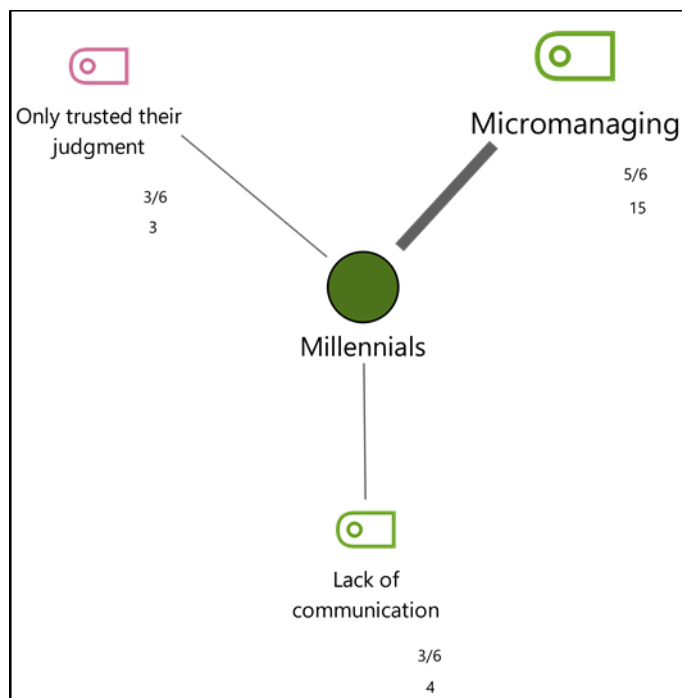 Only trusted their
judgment
3/6
3
Micromanaging
5/6
15
Millennials
Lack of
communication
3/6
4